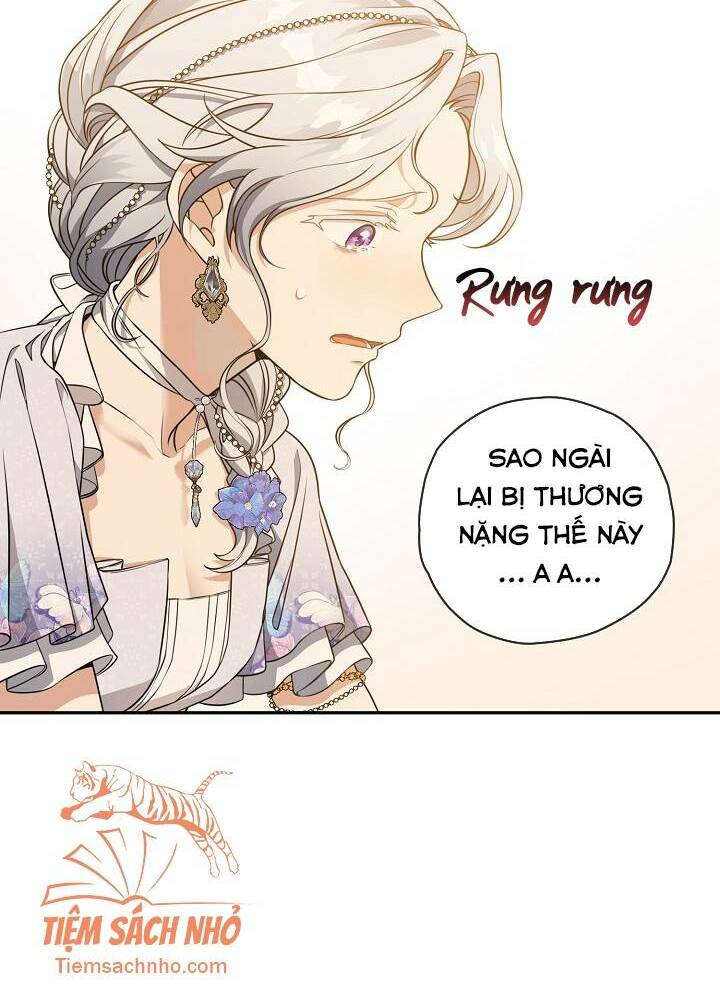 Rưng rưng
SAO NGÀI
LẠI BỊ THƯƠNG
NẶNG THẾ NÀY
... A A...
TIỆM SÁCH NHỎ
Tiemsachnho.com